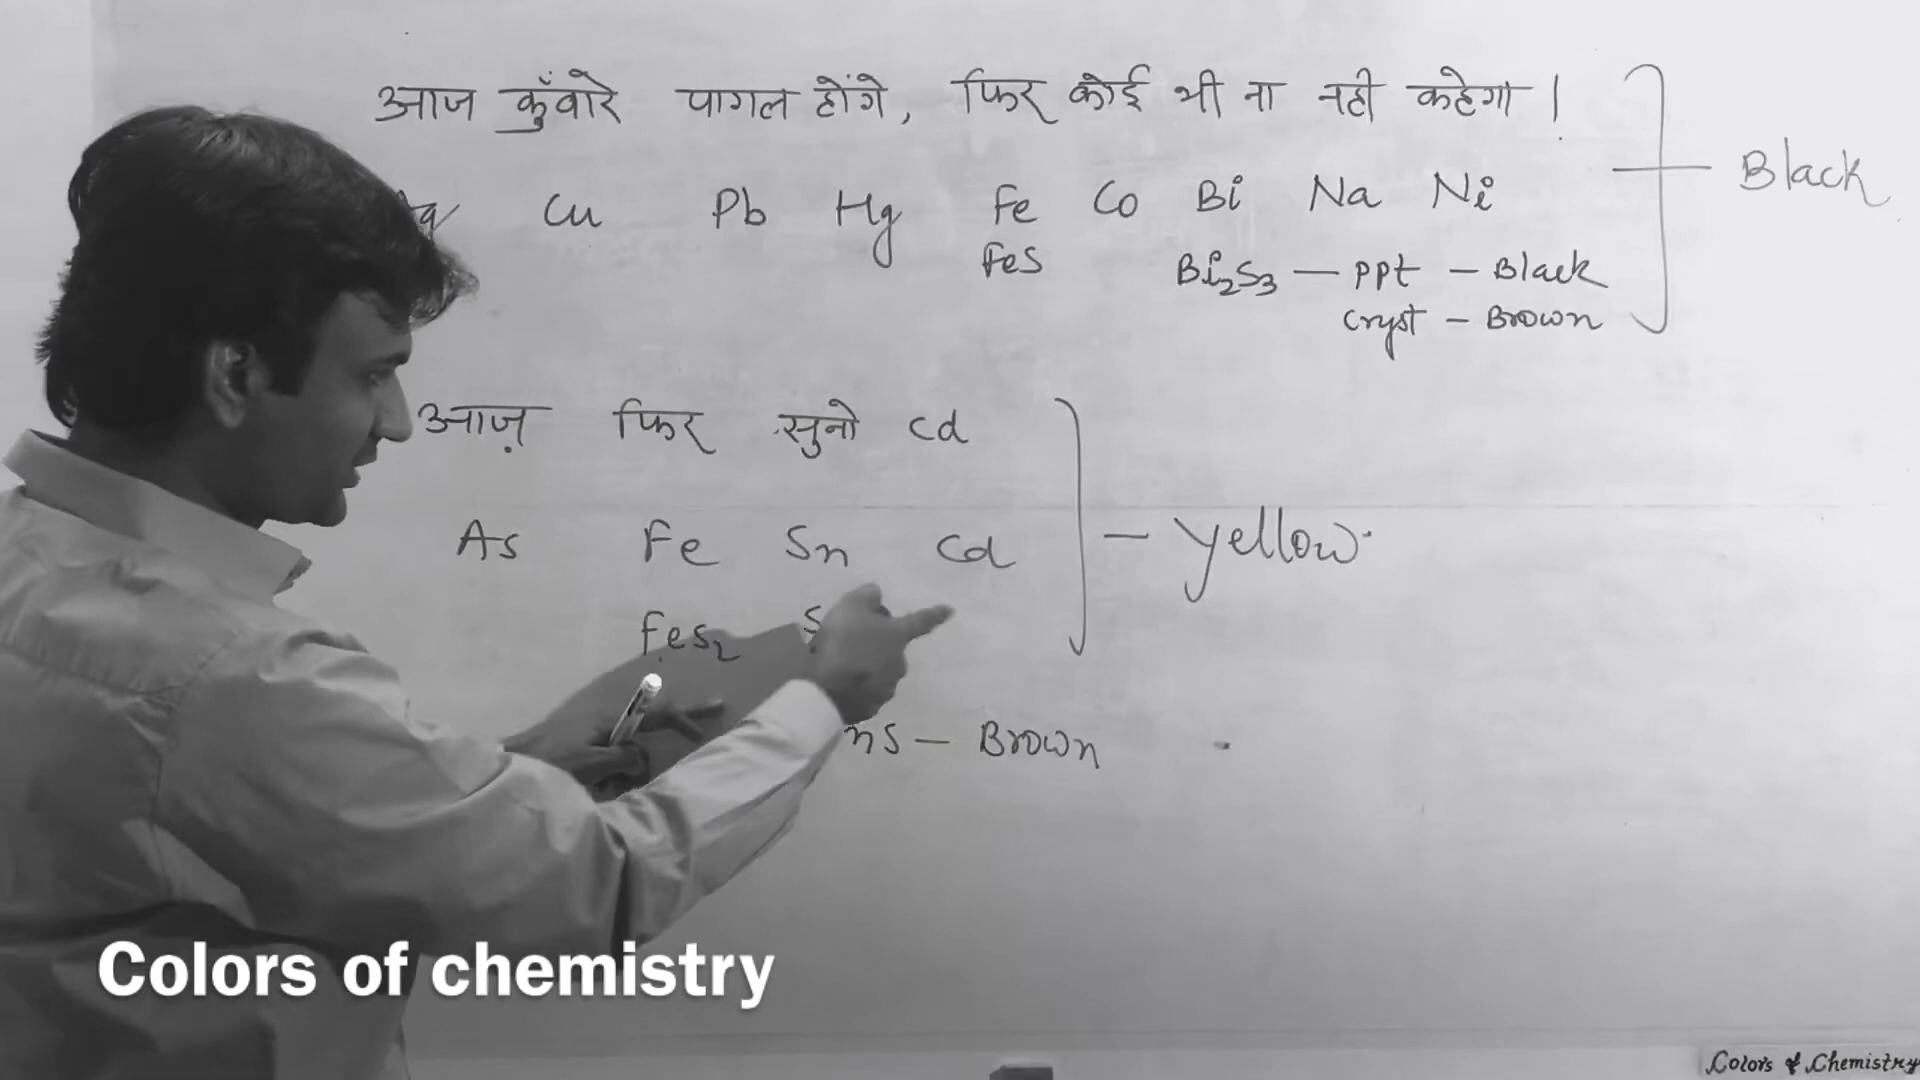 आज कुँवारे पागल होंगे, फिर कोई भी ना नही कहेगा।
Cu Pb Hg Fe Co Bi Na Ni
Black
FeS Bi₂S₃ — ppt — Black
Cryst — Brown
आज़ फिर सुनो Cd
As Fe Sn Cd — Yellow
FeS₂
nS — Brown
Colors of chemistry
Colors of Chemistry